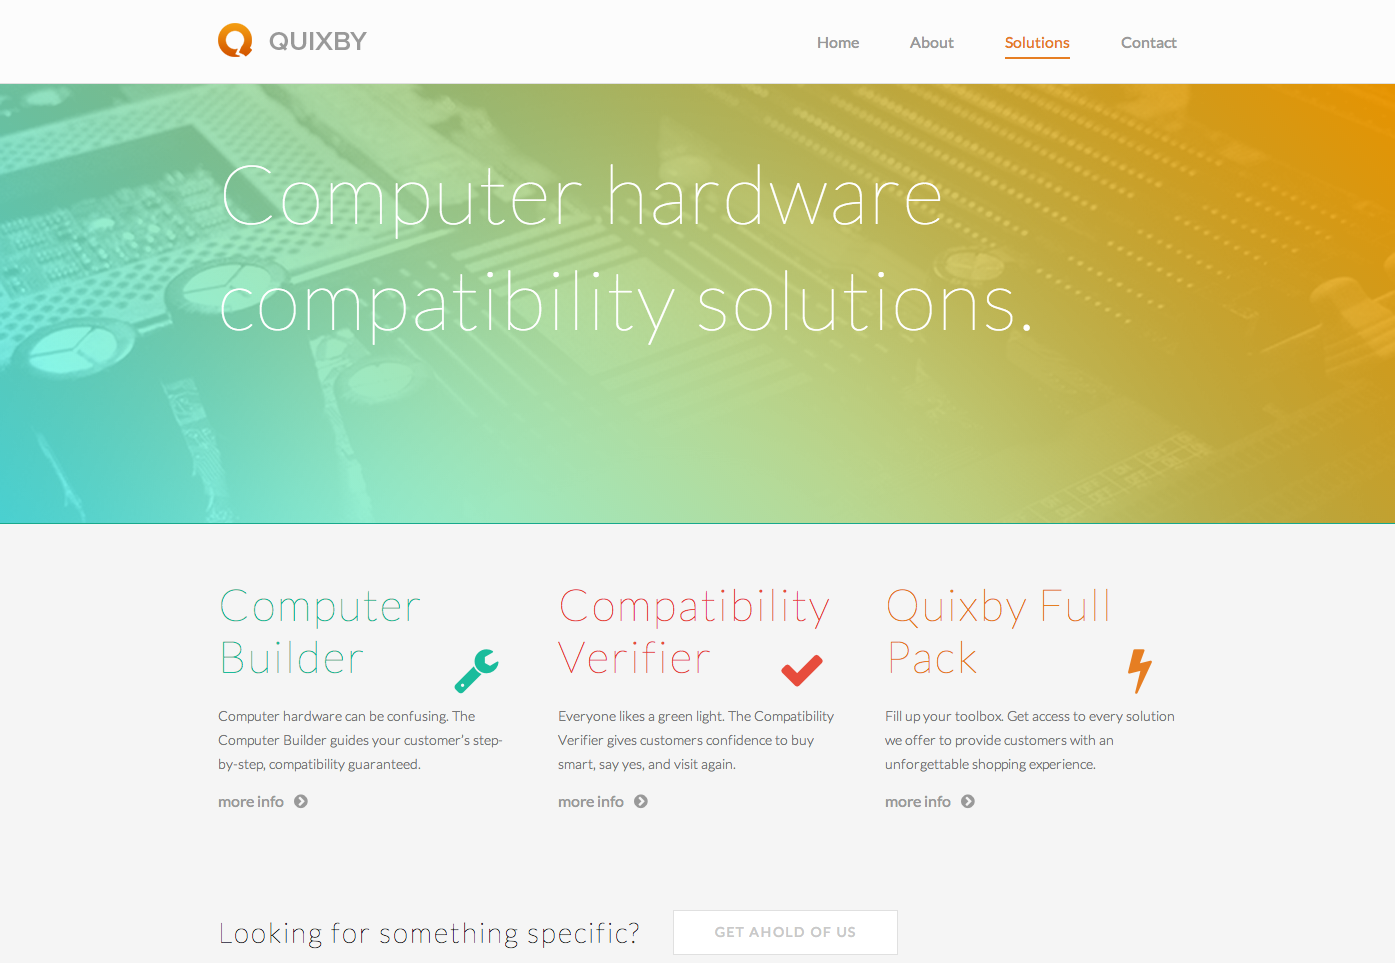 QUIXBY
Home About Solutions Contact
Computer hardware
compatibility solutions.
Computer
Builder
Computer hardware can be confusing. The
Computer Builder guides your customer's step-
by-step, compatibility guaranteed.
more info
Compatibility
Verifier
Everyone likes a green light. The Compatibility
Verifier gives customers confidence to buy
smart, say yes, and visit again.
more info
Quixby Full
Pack
Fill up your toolbox. Get access to every solution
we offer to provide customers with an
unforgettable shopping experience.
more info
Looking for something specific?
GET AHOLD OF US